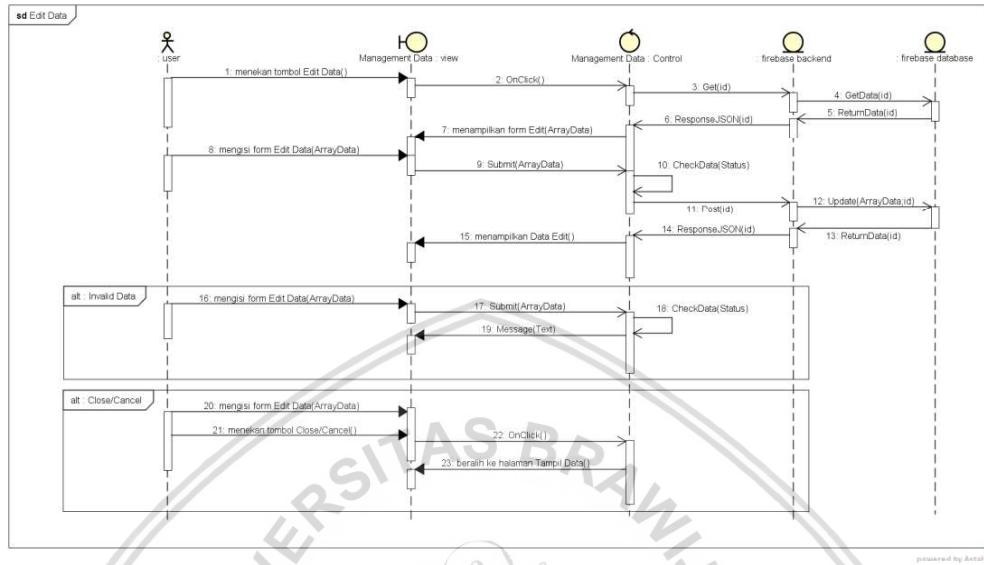 sd Edit Data
: user
Management Data : view
Management Data : Control
: firebase backend
: firebase database
1: menekan tombol Edit Data()
2: OnClick()
3: Get(id)
4: GetData(id)
5: ReturnData(id)
6: ResponseJSON(id)
7: menampilkan form Edit(ArrayData)
8: mengisi form Edit Data(ArrayData)
9: Submit(ArrayData)
10: CheckData(Status)
11: Post(id)
12: Update(ArrayData;id)
13: ReturnData(id)
14: ResponseJSON(id)
15: menampilkan Data Edit()
alt : Invalid Data
16: mengisi form Edit Data(ArrayData)
17: Submit(ArrayData)
18: CheckData(Status)
19: Message(Text)
alt : Close/Cancel
20: mengisi form Edit Data(ArrayData)
21: menekan tombol Close/Cancel()
22: OnClick()
23: beralih ke halaman Tampil Data()
ERSITAS BRAWIJ
powered by Astah